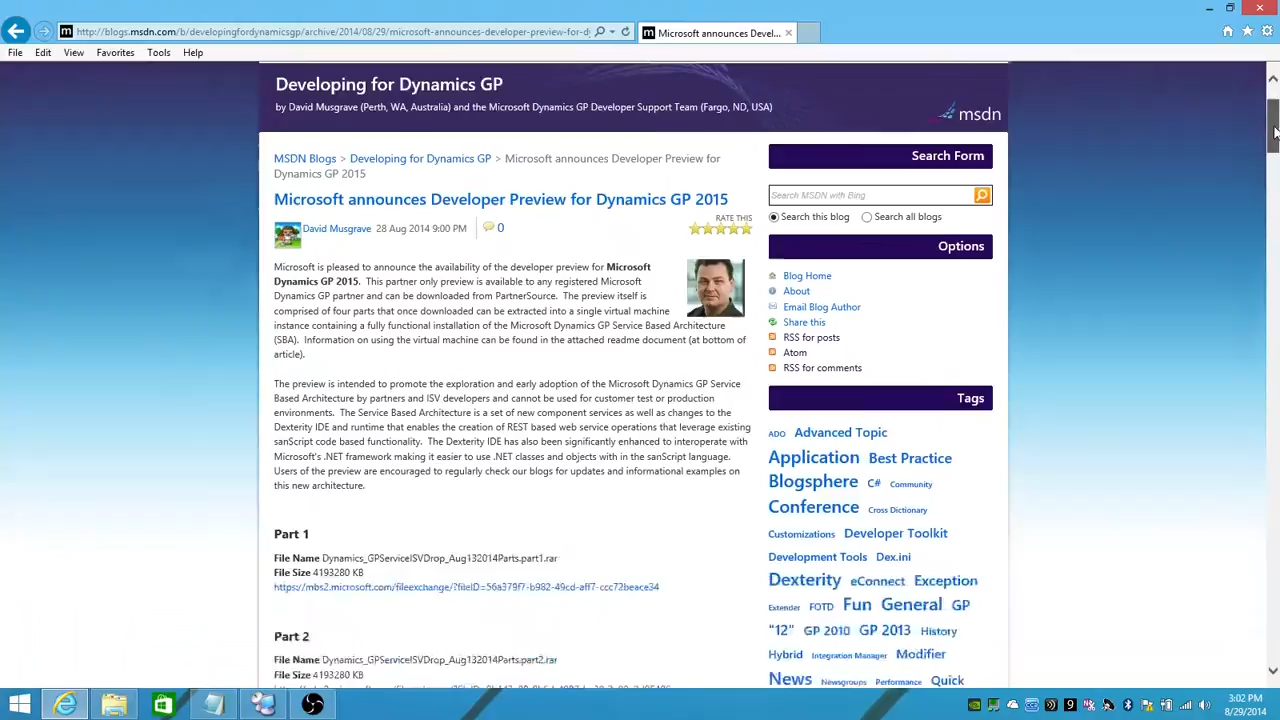 http://blogs.msdn.com/b/developingfordynamicsgp/archive/2014/08/29/microsoft-announces-developer-preview-for-d
Microsoft announces Devel...
File Edit View Favorites Tools Help
Developing for Dynamics GP
by David Musgrave (Perth, WA, Australia) and the Microsoft Dynamics GP Developer Support Team (Fargo, ND, USA)
msdn
MSDN Blogs > Developing for Dynamics GP > Microsoft announces Developer Preview for
Dynamics GP 2015
Microsoft announces Developer Preview for Dynamics GP 2015
RATE THIS
David Musgrave 28 Aug 2014 9:00 PM 0
Microsoft is pleased to announce the availability of the developer preview for Microsoft
Dynamics GP 2015. This partner only preview is available to any registered Microsoft
Dynamics GP partner and can be downloaded from PartnerSource. The preview itself is
comprised of four parts that once downloaded can be extracted into a single virtual machine
instance containing a fully functional installation of the Microsoft Dynamics GP Service Based Architecture
(SBA). Information on using the virtual machine can be found in the attached readme document (at bottom of
article).
The preview is intended to promote the exploration and early adoption of the Microsoft Dynamics GP Service
Based Architecture by partners and ISV developers and cannot be used for customer test or production
environments. The Service Based Architecture is a set of new component services as well as changes to the
Dexterity IDE and runtime that enables the creation of REST based web service operations that leverage existing
sanScript code based functionality. The Dexterity IDE has also been significantly enhanced to interoperate with
Microsoft's .NET framework making it easier to use .NET classes and objects with in the sanScript language.
Users of the preview are encouraged to regularly check our blogs for updates and informational examples on
this new architecture.
Part 1
File Name Dynamics_GPServiceISVDrop_Aug132014Parts.part1.rar
File Size 4193280 KB
https://mbs2.microsoft.com/fileexchange/?fileID=56a379f7-b982-49cd-aff7-ccc72beace34
Part 2
File Name Dynamics_GPServiceISVDrop_Aug132014Parts.part2.rar
File Size 4193280 KB
Search Form
Search MSDN with Bing
Search this blog Search all blogs
Options
Blog Home
About
Email Blog Author
Share this
RSS for posts
Atom
RSS for comments
Tags
ADO Advanced Topic
Application Best Practice
Blogsphere C# Community
Conference Cross Dictionary
Customizations Developer Toolkit
Development Tools Dex.ini
Dexterity eConnect Exception
Extender FOTD Fun General GP
"12" GP 2010 GP 2013 History
Hybrid Integration Manager Modifier
News Newsgroups Performance Quick
3:02 PM
8/29/2014